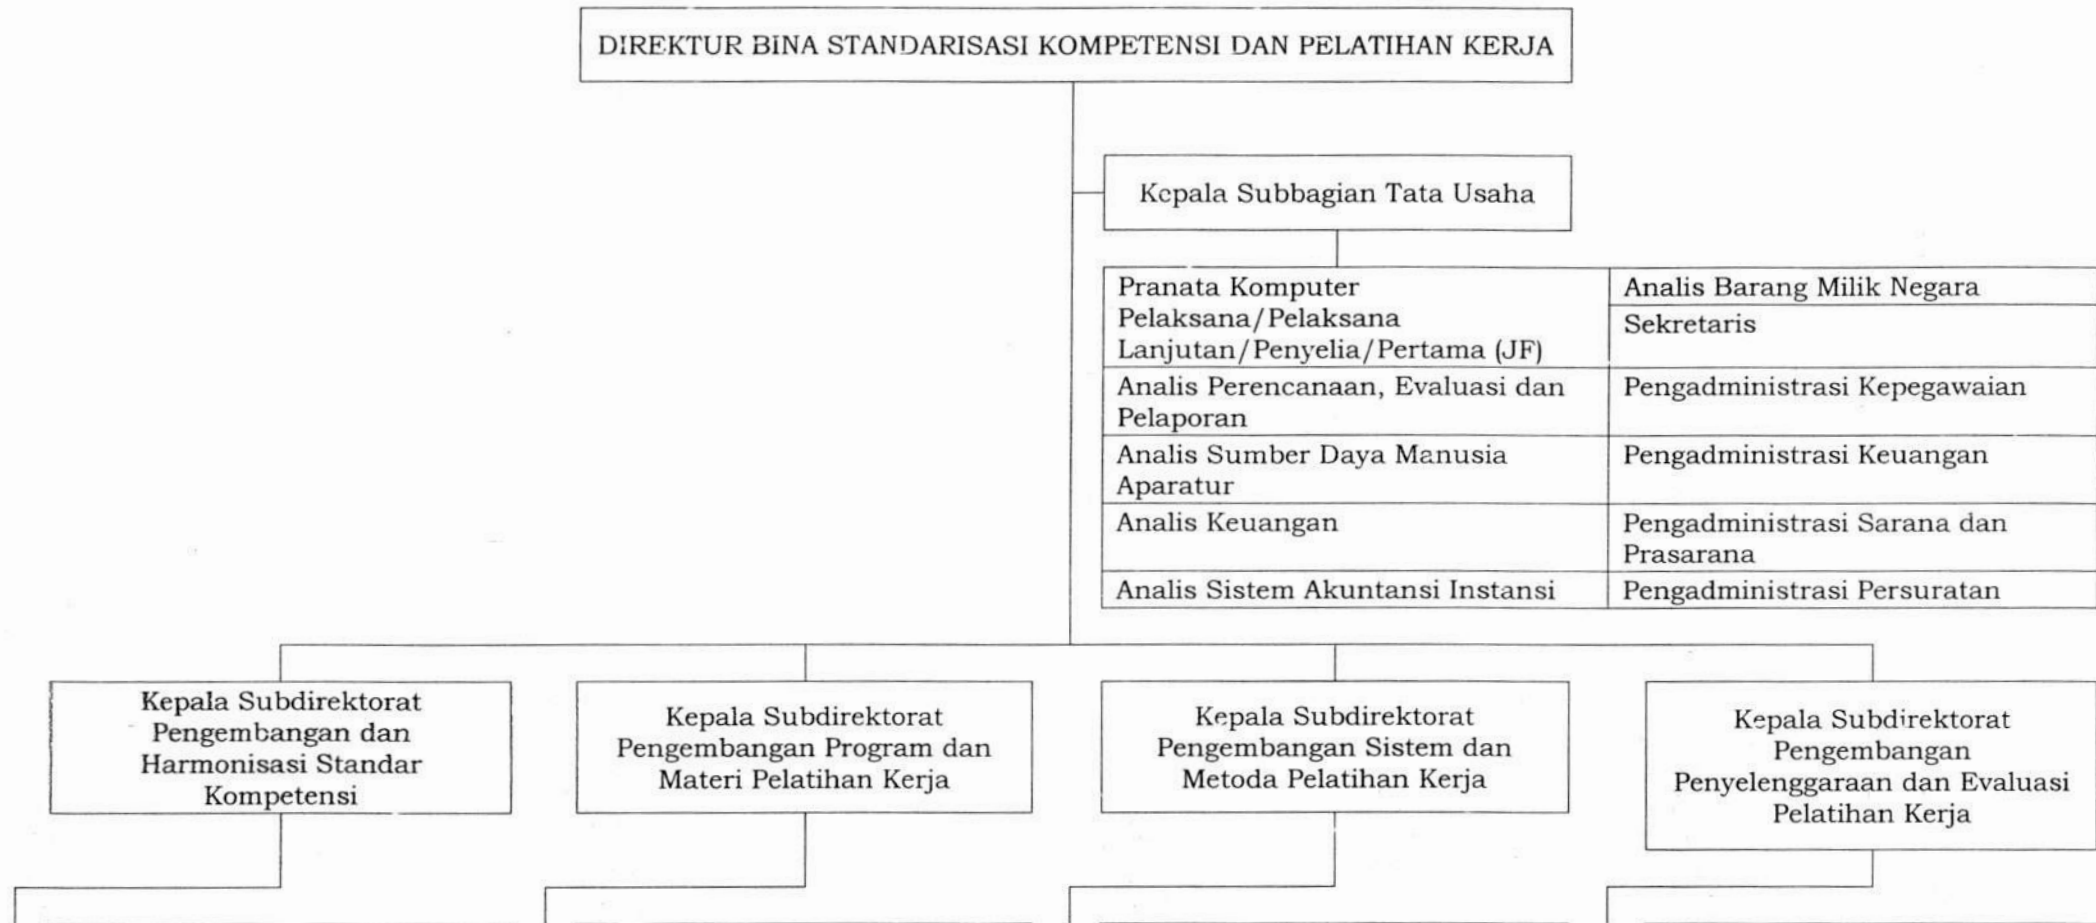 DIREKTUR BINA STANDARISASI KOMPETENSI DAN PELATIHAN KERJA
Kepala Subbagian Tata Usaha
Pranata Komputer
Pelaksana/Pelaksana
Lanjutan/Penyelia/Pertama (JF)
Analis Barang Milik Negara
Sekretaris
Analis Perencanaan, Evaluasi dan
Pelaporan
Pengadministrasi Kepegawaian
Analis Sumber Daya Manusia
Aparatur
Pengadministrasi Keuangan
Analis Keuangan
Pengadministrasi Sarana dan
Prasarana
Analis Sistem Akuntansi Instansi
Pengadministrasi Persuratan
Kepala Subdirektorat
Pengembangan dan
Harmonisasi Standar
Kompetensi
Kepala Subdirektorat
Pengembangan Program dan
Materi Pelatihan Kerja
Kepala Subdirektorat
Pengembangan Sistem dan
Metoda Pelatihan Kerja
Kepala Subdirektorat
Pengembangan
Penyelenggaraan dan Evaluasi
Pelatihan Kerja